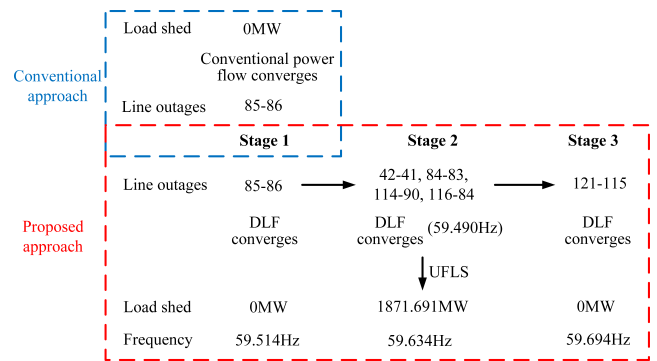 Load shed 0MW
Conventional power
flow converges
Conventional
approach
Line outages 85-86
Stage 1 Stage 2 Stage 3
Line outages 85-86 42-41, 84-83,
114-90, 116-84 121-115
Proposed
approach
DLF
converges DLF
converges (59.490Hz) DLF
converges
UFLS
Load shed 0MW 1871.691MW 0MW
Frequency 59.514Hz 59.634Hz 59.694Hz